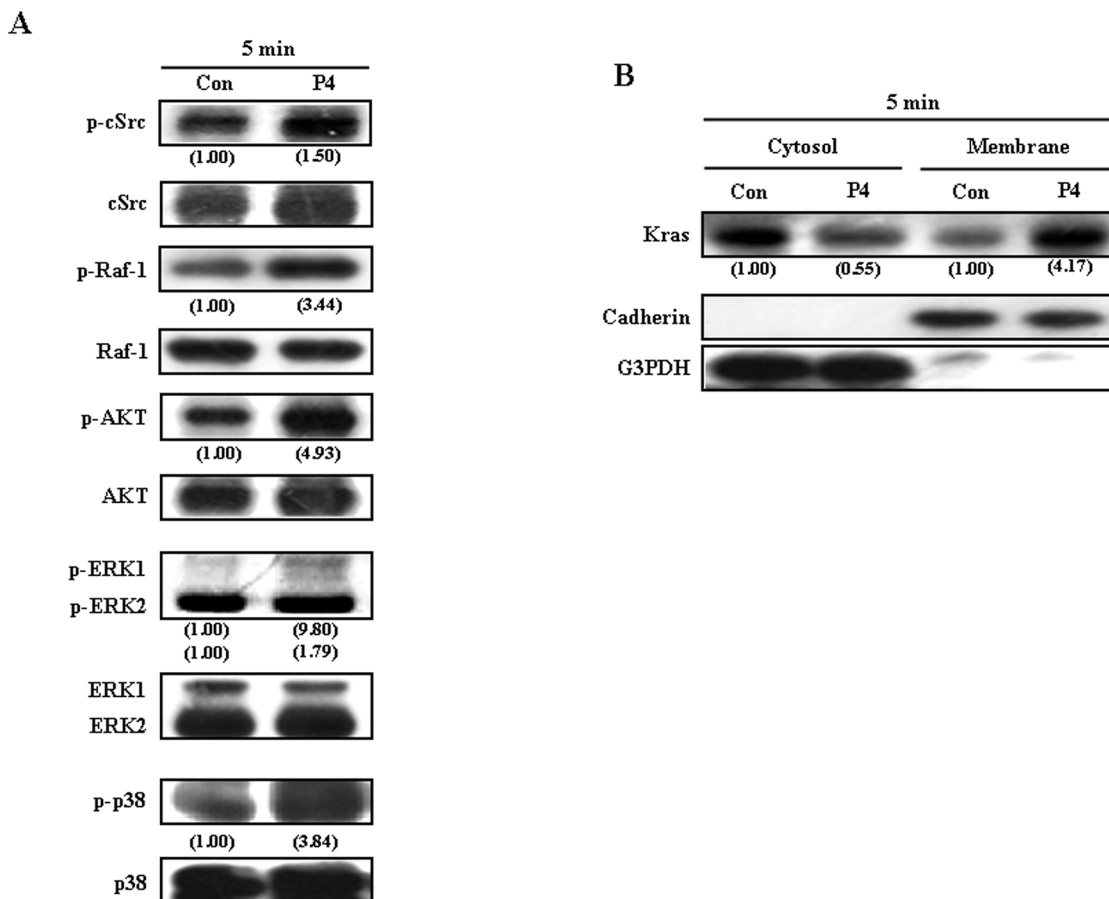 A
5 min
Con P4
p-cSrc
(1.00) (1.50)
cSrc
p-Raf-1
(1.00) (3.44)
Raf-1
p-AKT
(1.00) (4.93)
AKT
p-ERK1
p-ERK2
(1.00) (9.80)
(1.00) (1.79)
ERK1
ERK2
p-p38
(1.00) (3.84)
p38
B
5 min
Cytosol Membrane
Con P4 Con P4
Kras
(1.00) (0.55) (1.00) (4.17)
Cadherin
G3PDH